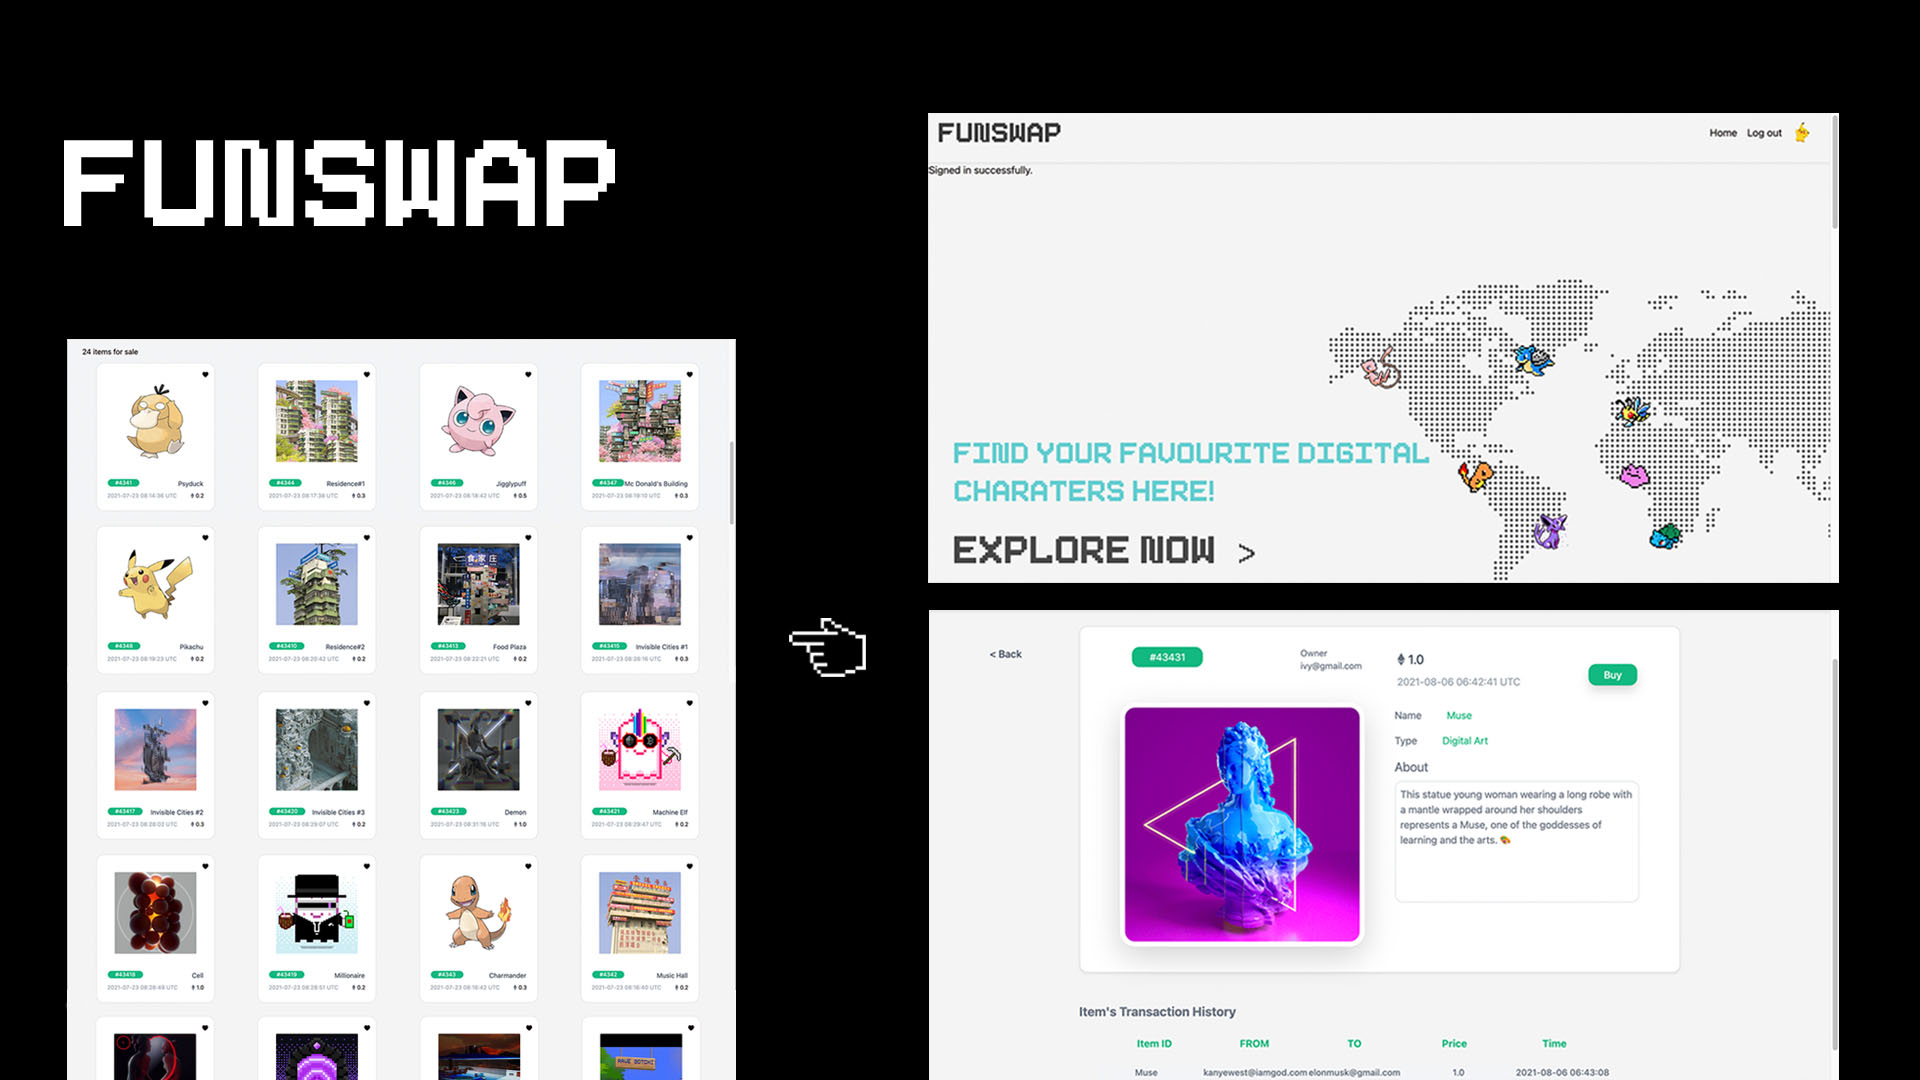 FUNSWAP
24 items for sale
#4341 Psyduck
2021-07-23 08:14:36 UTC 0.2
#4344 Residence#1
2021-07-23 08:17:38 UTC 0.3
#4346 Jigglypuff
2021-07-23 08:18:42 UTC 0.5
#4347 Mc Donald's Building
2021-07-23 08:19:10 UTC 0.3
#4349 Pikachu
2021-07-23 08:19:23 UTC 0.2
#43410 Residence#2
2021-07-23 08:20:42 UTC 0.2
食家庄
#43413 Food Plaza
2021-07-23 08:22:21 UTC 0.2
#43415 Invisible Cities #1
2021-07-23 08:26:16 UTC 0.3
#43417 Invisible Cities #2
2021-07-23 08:28:02 UTC 0.3
#43420 Invisible Cities #3
2021-07-23 08:29:07 UTC 0.2
#43423 Demon
2021-07-23 08:31:16 UTC 1.0
#43421 Machine Elf
2021-07-23 08:29:47 UTC 0.2
#43418 Cell
2021-07-23 08:28:49 UTC 1.0
#43419 Millionaire
2021-07-23 08:28:51 UTC 0.2
#4343 Charmander
2021-07-23 08:16:42 UTC 0.3
#4342 Music Hall
2021-07-23 08:16:40 UTC 0.2
FUNSWAP
Home Log out
Signed in successfully.
FIND YOUR FAVOURITE DIGITAL
CHARATERS HERE!
EXPLORE NOW >
< Back
#43431
Owner
ivy@gmail.com
1.0
2021-08-06 06:42:41 UTC
Buy
Name Muse
Type Digital Art
About
This statue young woman wearing a long robe with
a mantle wrapped around her shoulders
represents a Muse, one of the goddesses of
learning and the arts.
Item's Transaction History
Item ID FROM TO Price Time
Muse kanyewest@iamgod.com elonmusk@gmail.com 1.0 2021-08-06 06:43:08